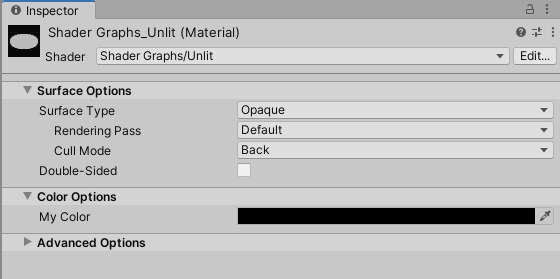 Inspector
Shader Graphs_Unlit (Material)
Shader Shader Graphs/Unlit Edit...
Surface Options
Surface Type Opaque
Rendering Pass Default
Cull Mode Back
Double-Sided
Color Options
My Color
Advanced Options